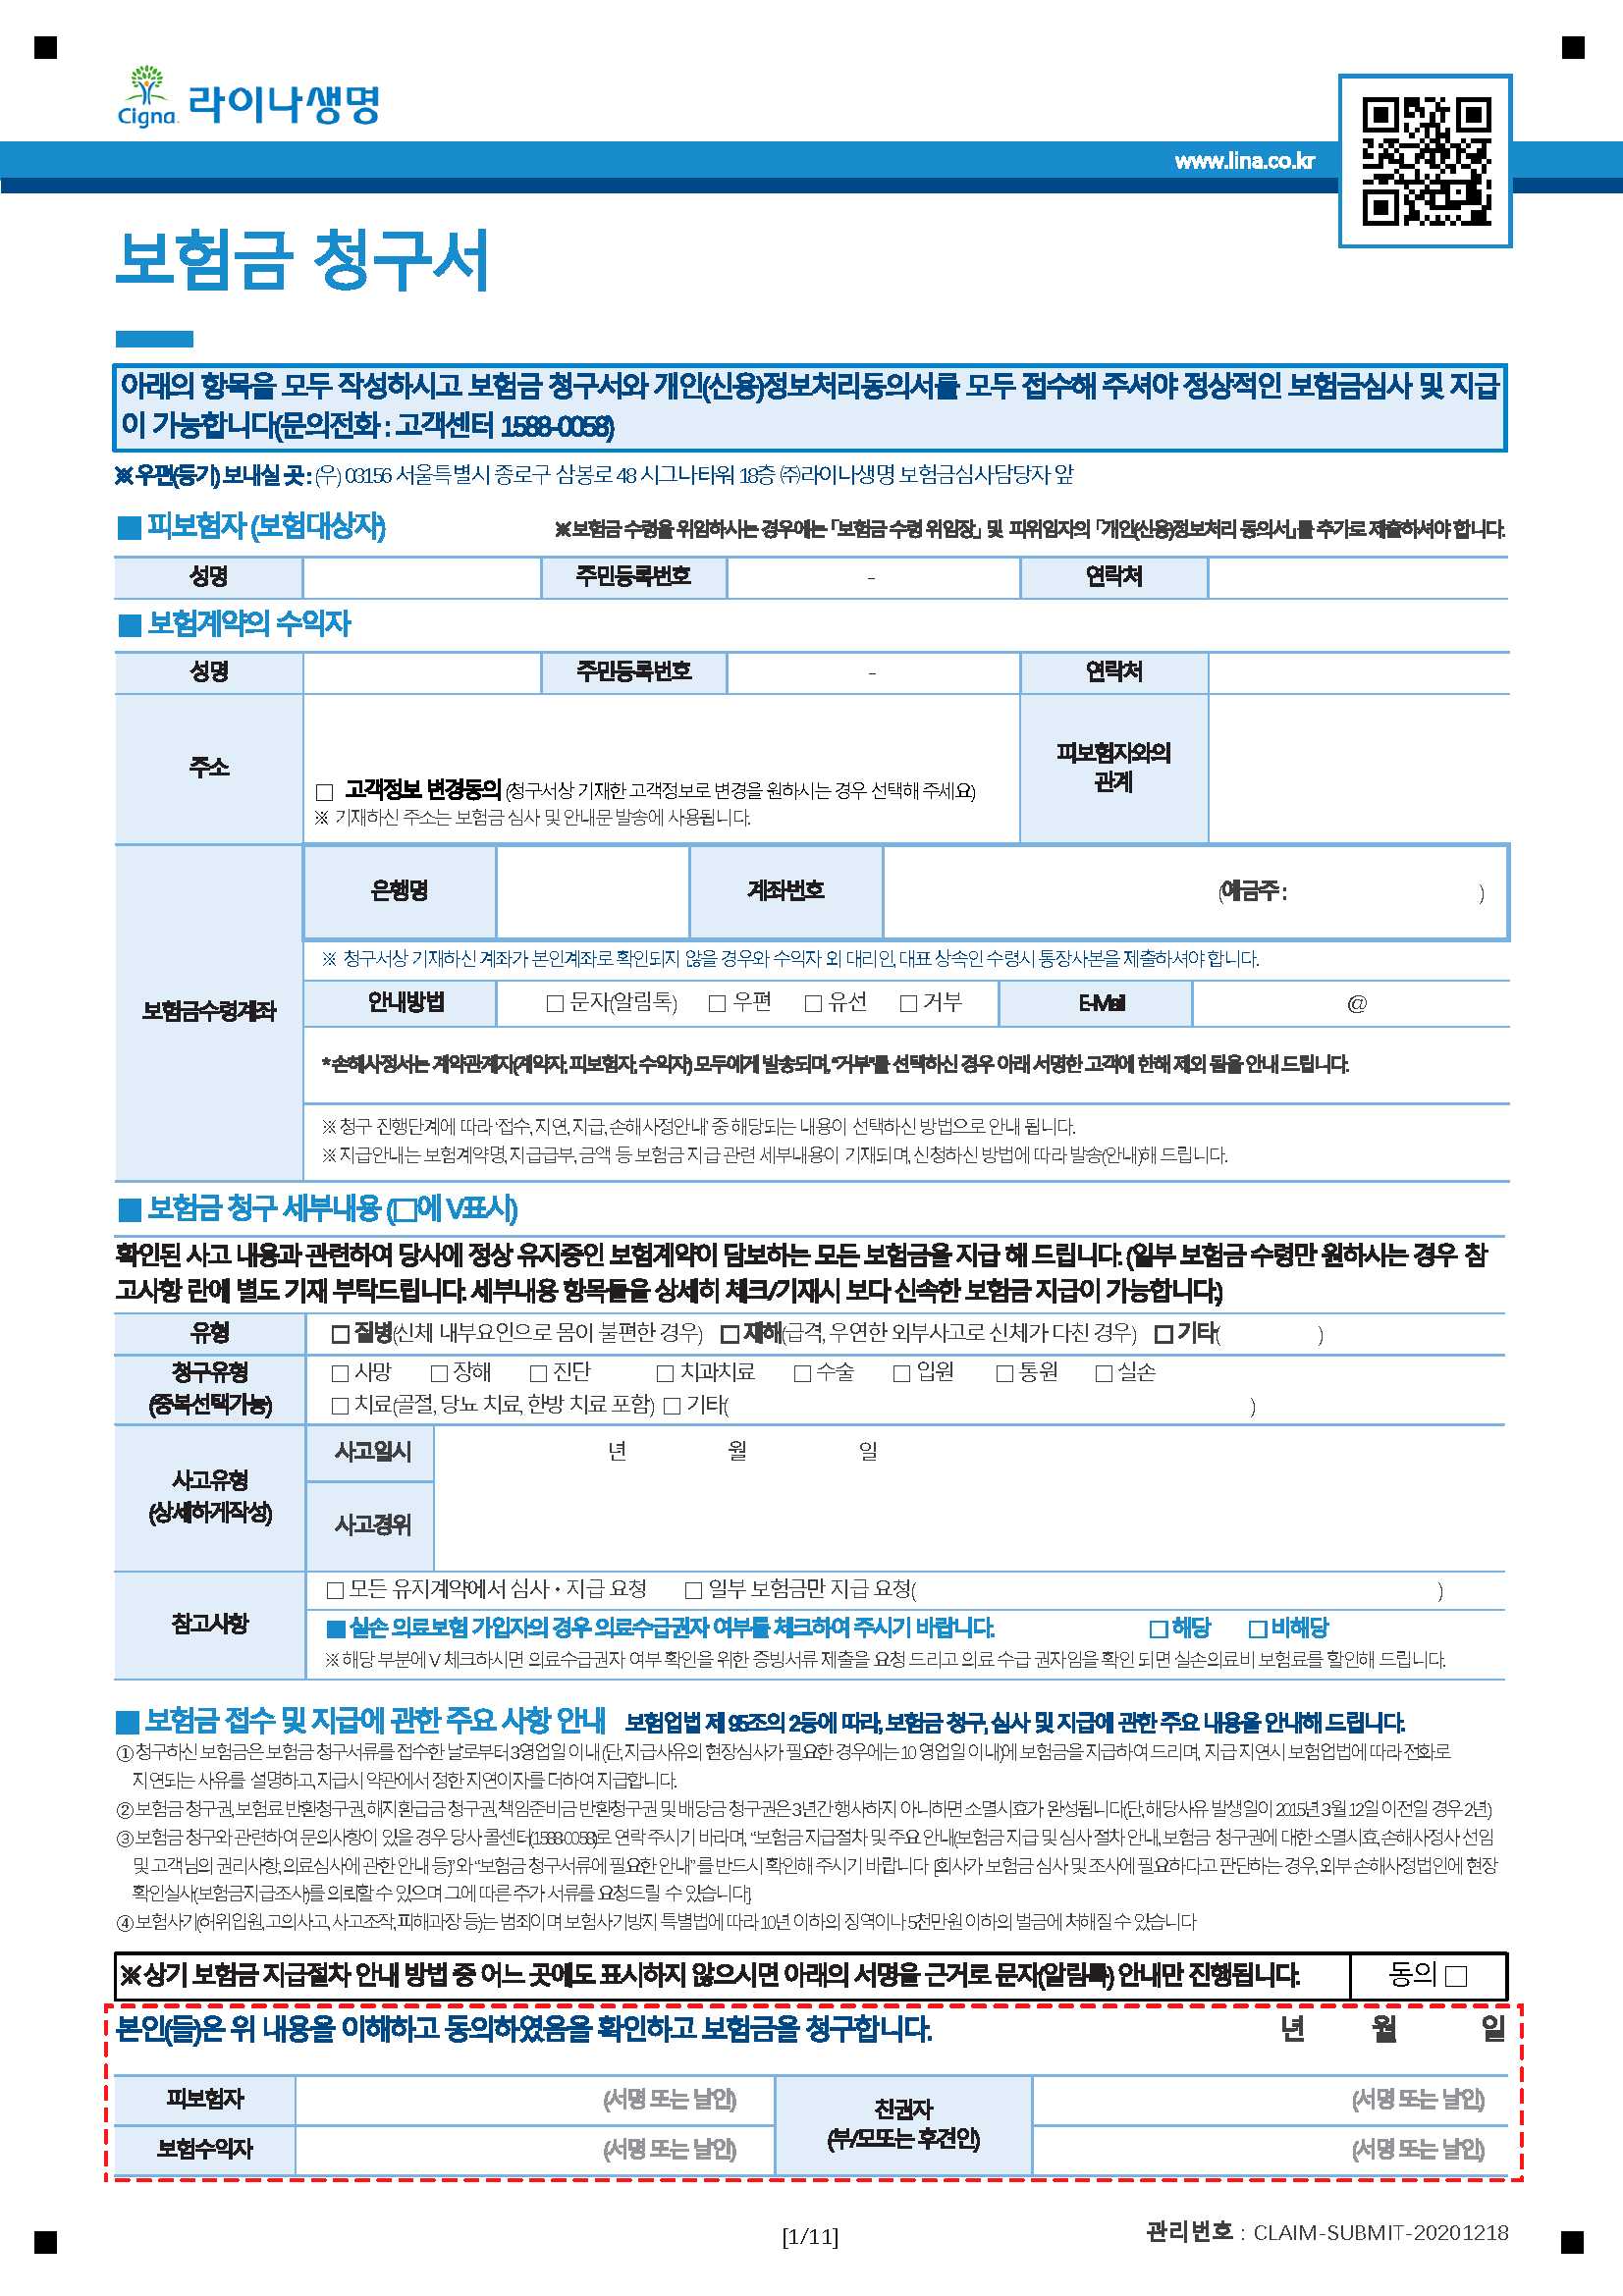 Cigna. 라이나생명
www.lina.co.kr
보험금 청구서
아래의 항목을 모두 작성하시고 보험금 청구서와 개인(신용)정보처리동의서를 모두 접수해 주셔야 정상적인 보험금심사 및 지급
이 가능합니다(문의전화 : 고객센터 1588-0058)
※우편(등기) 보내실 곳 : (우) 03156 서울특별시 종로구 삼봉로 48 시그나타워 18층 ㈜라이나생명 보험금심사담당자 앞
■ 피보험자 (보험대상자) ※보험금 수령을 위임하시는 경우에는 「보험금 수령 위임장」 및 피위임자의 「개인(신용)정보처리 동의서」를 추가로 제출하셔야 합니다.
성명 주민등록번호 - 연락처
■ 보험계약의 수익자
성명 주민등록번호 - 연락처
주소 피보험자와의 관계
□ 고객정보 변경동의 (청구서상 기재한 고객정보로 변경을 원하시는 경우 선택해 주세요)
※ 기재하신 주소는 보험금 심사 및 안내문 발송에 사용됩니다.
보험금수령계좌
은행명 계좌번호 (예금주 : )
※ 청구서상 기재하신 계좌가 본인계좌로 확인되지 않을 경우와 수익자 외 대리인, 대표 상속인 수령시 통장사본을 제출하셔야 합니다.
안내방법 □ 문자(알림톡) □ 우편 □ 유선 □ 거부 E-Mail @
* 손해사정서는 계약관계자(계약자, 피보험자, 수익자) 모두에게 발송되며, "거부"를 선택하신 경우 아래 서명한 고객에 한해 제외 됨을 안내 드립니다.
※ 청구 진행단계에 따라 '접수, 지연, 지급, 손해사정안내' 중 해당되는 내용이 선택하신 방법으로 안내 됩니다.
※ 지급안내는 보험계약명, 지급급부, 금액 등 보험금 지급 관련 세부내용이 기재되며, 신청하신 방법에 따라 발송(안내)해 드립니다.
■ 보험금 청구 세부내용 (□에 V표시)
확인된 사고 내용과 관련하여 당사에 정상 유지중인 보험계약이 담보하는 모든 보험금을 지급 해 드립니다. (일부 보험금 수령만 원하시는 경우 참
고사항 란에 별도 기재 부탁드립니다. 세부내용 항목들을 상세히 체크/기재시 보다 신속한 보험금 지급이 가능합니다.)
유형 □ 질병(신체 내부요인으로 몸이 불편한 경우) □ 재해(급격, 우연한 외부사고로 신체가 다친 경우) □ 기타( )
청구유형
(중복선택가능)
□ 사망 □ 장해 □ 진단 □ 치과치료 □ 수술 □ 입원 □ 통원 □ 실손
□ 치료(골절, 당뇨 치료, 한방 치료 포함) □ 기타( )
사고유형
(상세하게작성)
사고일시 년 월 일
사고경위
참고사항
□ 모든 유지계약에서 심사・지급 요청 □ 일부 보험금만 지급 요청( )
■ 실손 의료보험 가입자의 경우 의료수급권자 여부를 체크하여 주시기 바랍니다. □ 해당 □ 비해당
※ 해당 부분에 V 체크하시면 의료수급권자 여부 확인을 위한 증빙서류 제출을 요청 드리고 의료 수급 권자임을 확인 되면 실손의료비 보험료를 할인해 드립니다.
■ 보험금 접수 및 지급에 관한 주요 사항 안내 보험업법 제 95조의 2등에 따라, 보험금 청구, 심사 및 지급에 관한 주요 내용을 안내해 드립니다.
① 청구하신 보험금은 보험금 청구서류를 접수한 날로부터 3영업일 이내 (단, 지급사유의 현장심사가 필요한 경우에는 10 영업일 이내)에 보험금을 지급하여 드리며, 지급 지연시 보험업법에 따라 전화로
지연되는 사유를 설명하고, 지급시 약관에서 정한 지연이자를 더하여 지급합니다.
② 보험금 청구권, 보험료 반환청구권, 해지환급금 청구권, 책임준비금 반환청구권 및 배당금 청구권은 3년간 행사하지 아니하면 소멸시효가 완성됩니다(단, 해당사유 발생일이 2015년 3월 12일 이전일 경우 2년)
③ 보험금 청구와 관련하여 문의사항이 있을 경우 당사 콜센터(1588-0058)로 연락 주시기 바라며, "보험금 지급절차 및 주요 안내(보험금 지급 및 심사 절차 안내, 보험금 청구권에 대한 소멸시효, 손해사정사 선임
및 고객님의 권리사항, 의료심사에 관한 안내 등)"와 "보험금 청구서류에 필요한 안내"를 반드시 확인해 주시기 바랍니다. [회사가 보험금 심사 및 조사에 필요하다고 판단하는 경우, 외부 손해사정법인에 현장
확인실사(보험금지급조사)를 의뢰할 수 있으며 그에 따른 추가 서류를 요청드릴 수 있습니다]
④ 보험사기(허위입원, 고의사고, 사고조작, 피해과장 등)는 범죄이며 보험사기방지 특별법에 따라 10년 이하의 징역이나 5천만원 이하의 벌금에 처해질 수 있습니다
※상기 보험금 지급절차 안내 방법 중 어느 곳에도 표시하지 않으시면 아래의 서명을 근거로 문자(알림톡) 안내만 진행됩니다. 동의 □
본인(들)은 위 내용을 이해하고 동의하였음을 확인하고 보험금을 청구합니다. 년 월 일
피보험자 (서명 또는 날인) 친권자 (서명 또는 날인)
보험수익자 (서명 또는 날인) (부/모또는 후견인) (서명 또는 날인)
[1/11] 관리번호 : CLAIM-SUBMIT-20201218